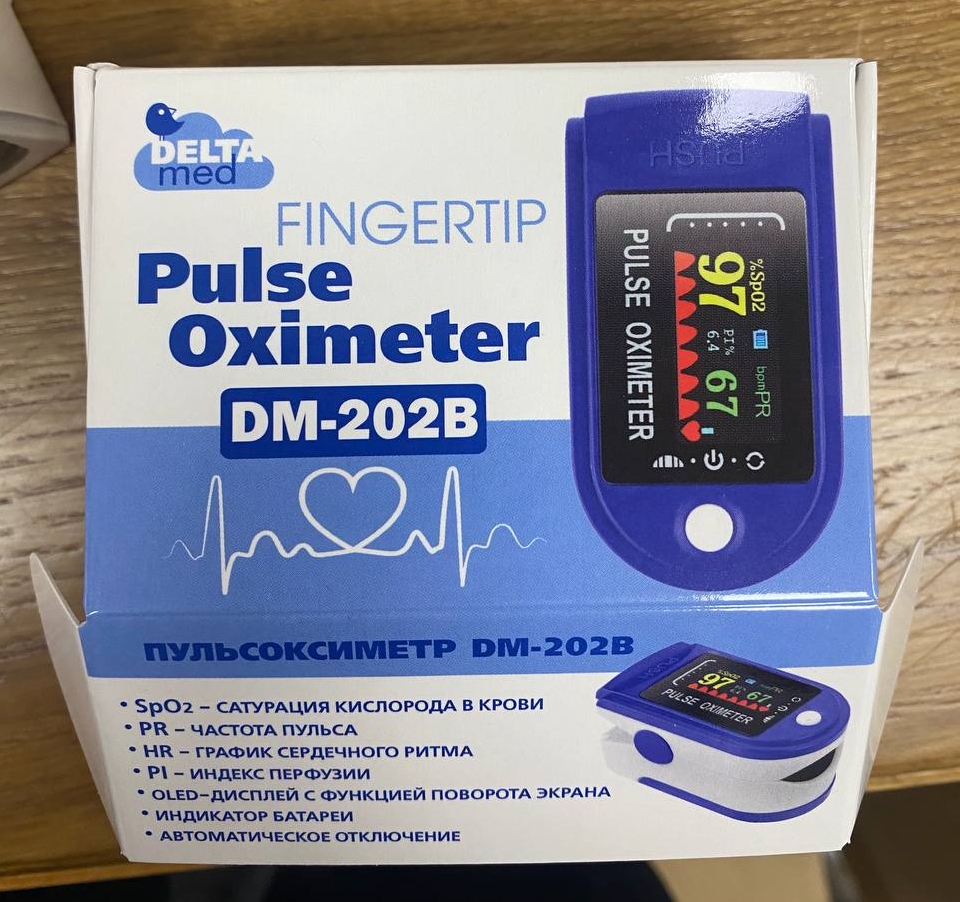 DELTA
med
FINGERTIP
Pulse
Oximeter
DM-202B
PUSH
%SpO2
97
PI%
6.4
bpmPR
67
PULSE OXIMETER
ПУЛЬСОКСИМЕТР DM-202B
• SpO2 – САТУРАЦИЯ КИСЛОРОДА В КРОВИ
• PR – ЧАСТОТА ПУЛЬСА
• HR – ГРАФИК СЕРДЕЧНОГО РИТМА
• PI – ИНДЕКС ПЕРФУЗИИ
• OLED–ДИСПЛЕЙ С ФУНКЦИЕЙ ПОВОРОТА ЭКРАНА
• ИНДИКАТОР БАТАРЕИ
• АВТОМАТИЧЕСКОЕ ОТКЛЮЧЕНИЕ
%SpO2
97
67
PULSE OXIMETER